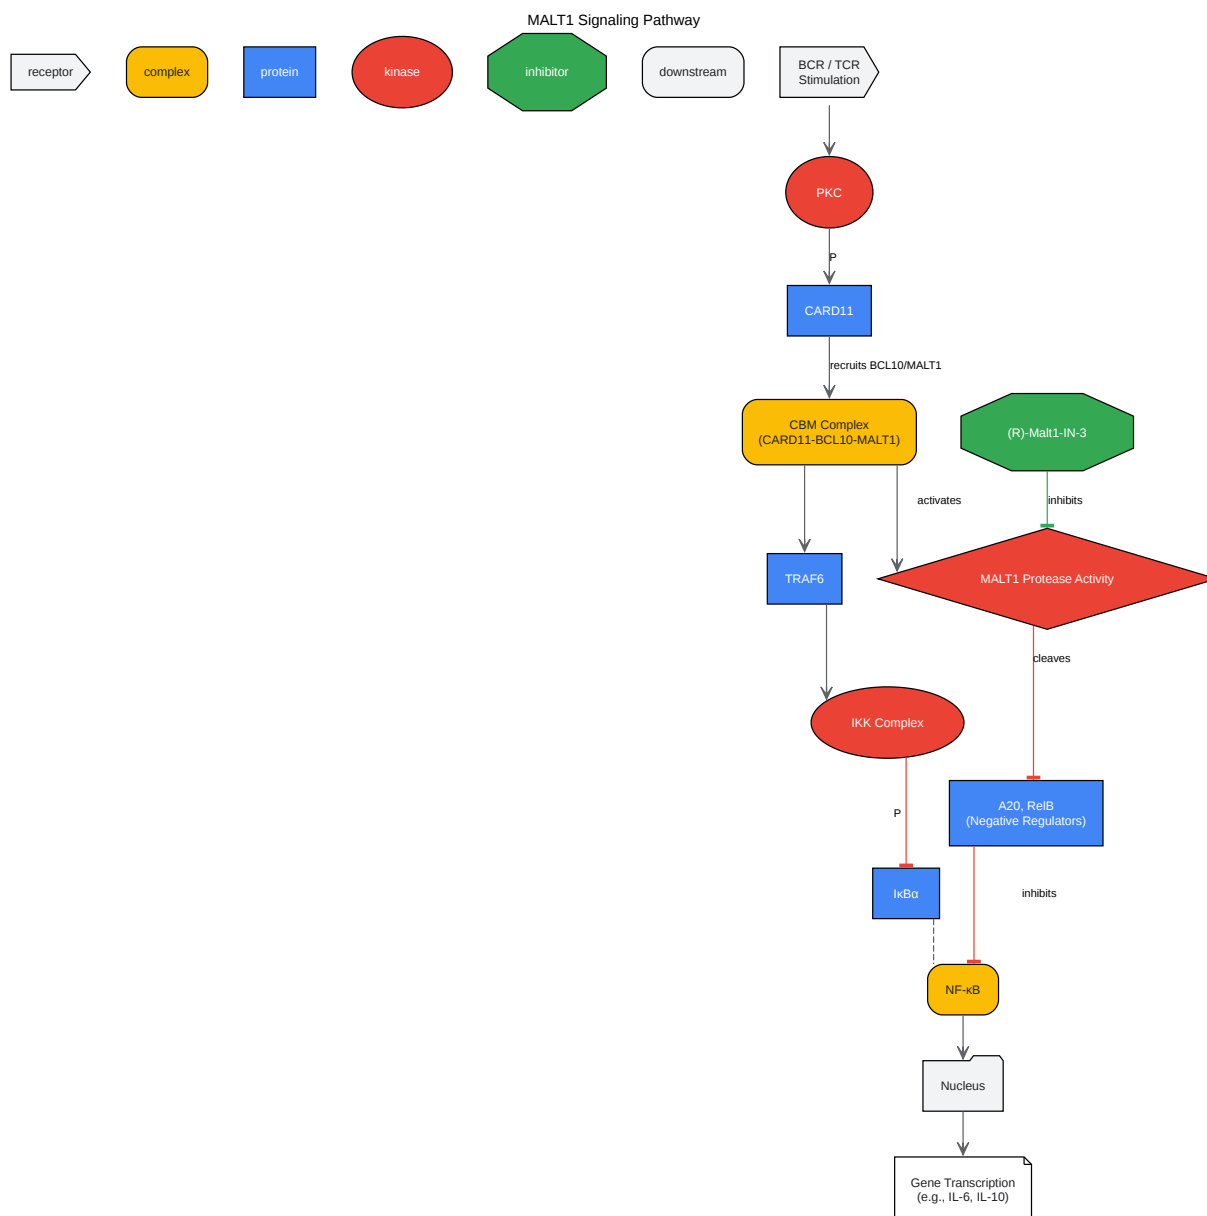 MALT1 Signaling Pathway
receptor
complex
protein
kinase
inhibitor
downstream
BCR / TCR
Stimulation
PKC
P
CARD11
recruits BCL10/MALT1
CBM Complex
(CARD11-BCL10-MALT1)
(R)-Malt1-IN-3
activates
inhibits
TRAF6
MALT1 Protease Activity
cleaves
IKK Complex
A20, RelB
(Negative Regulators)
P
IκBα
inhibits
NF-κB
Nucleus
Gene Transcription
(e.g., IL-6, IL-10)